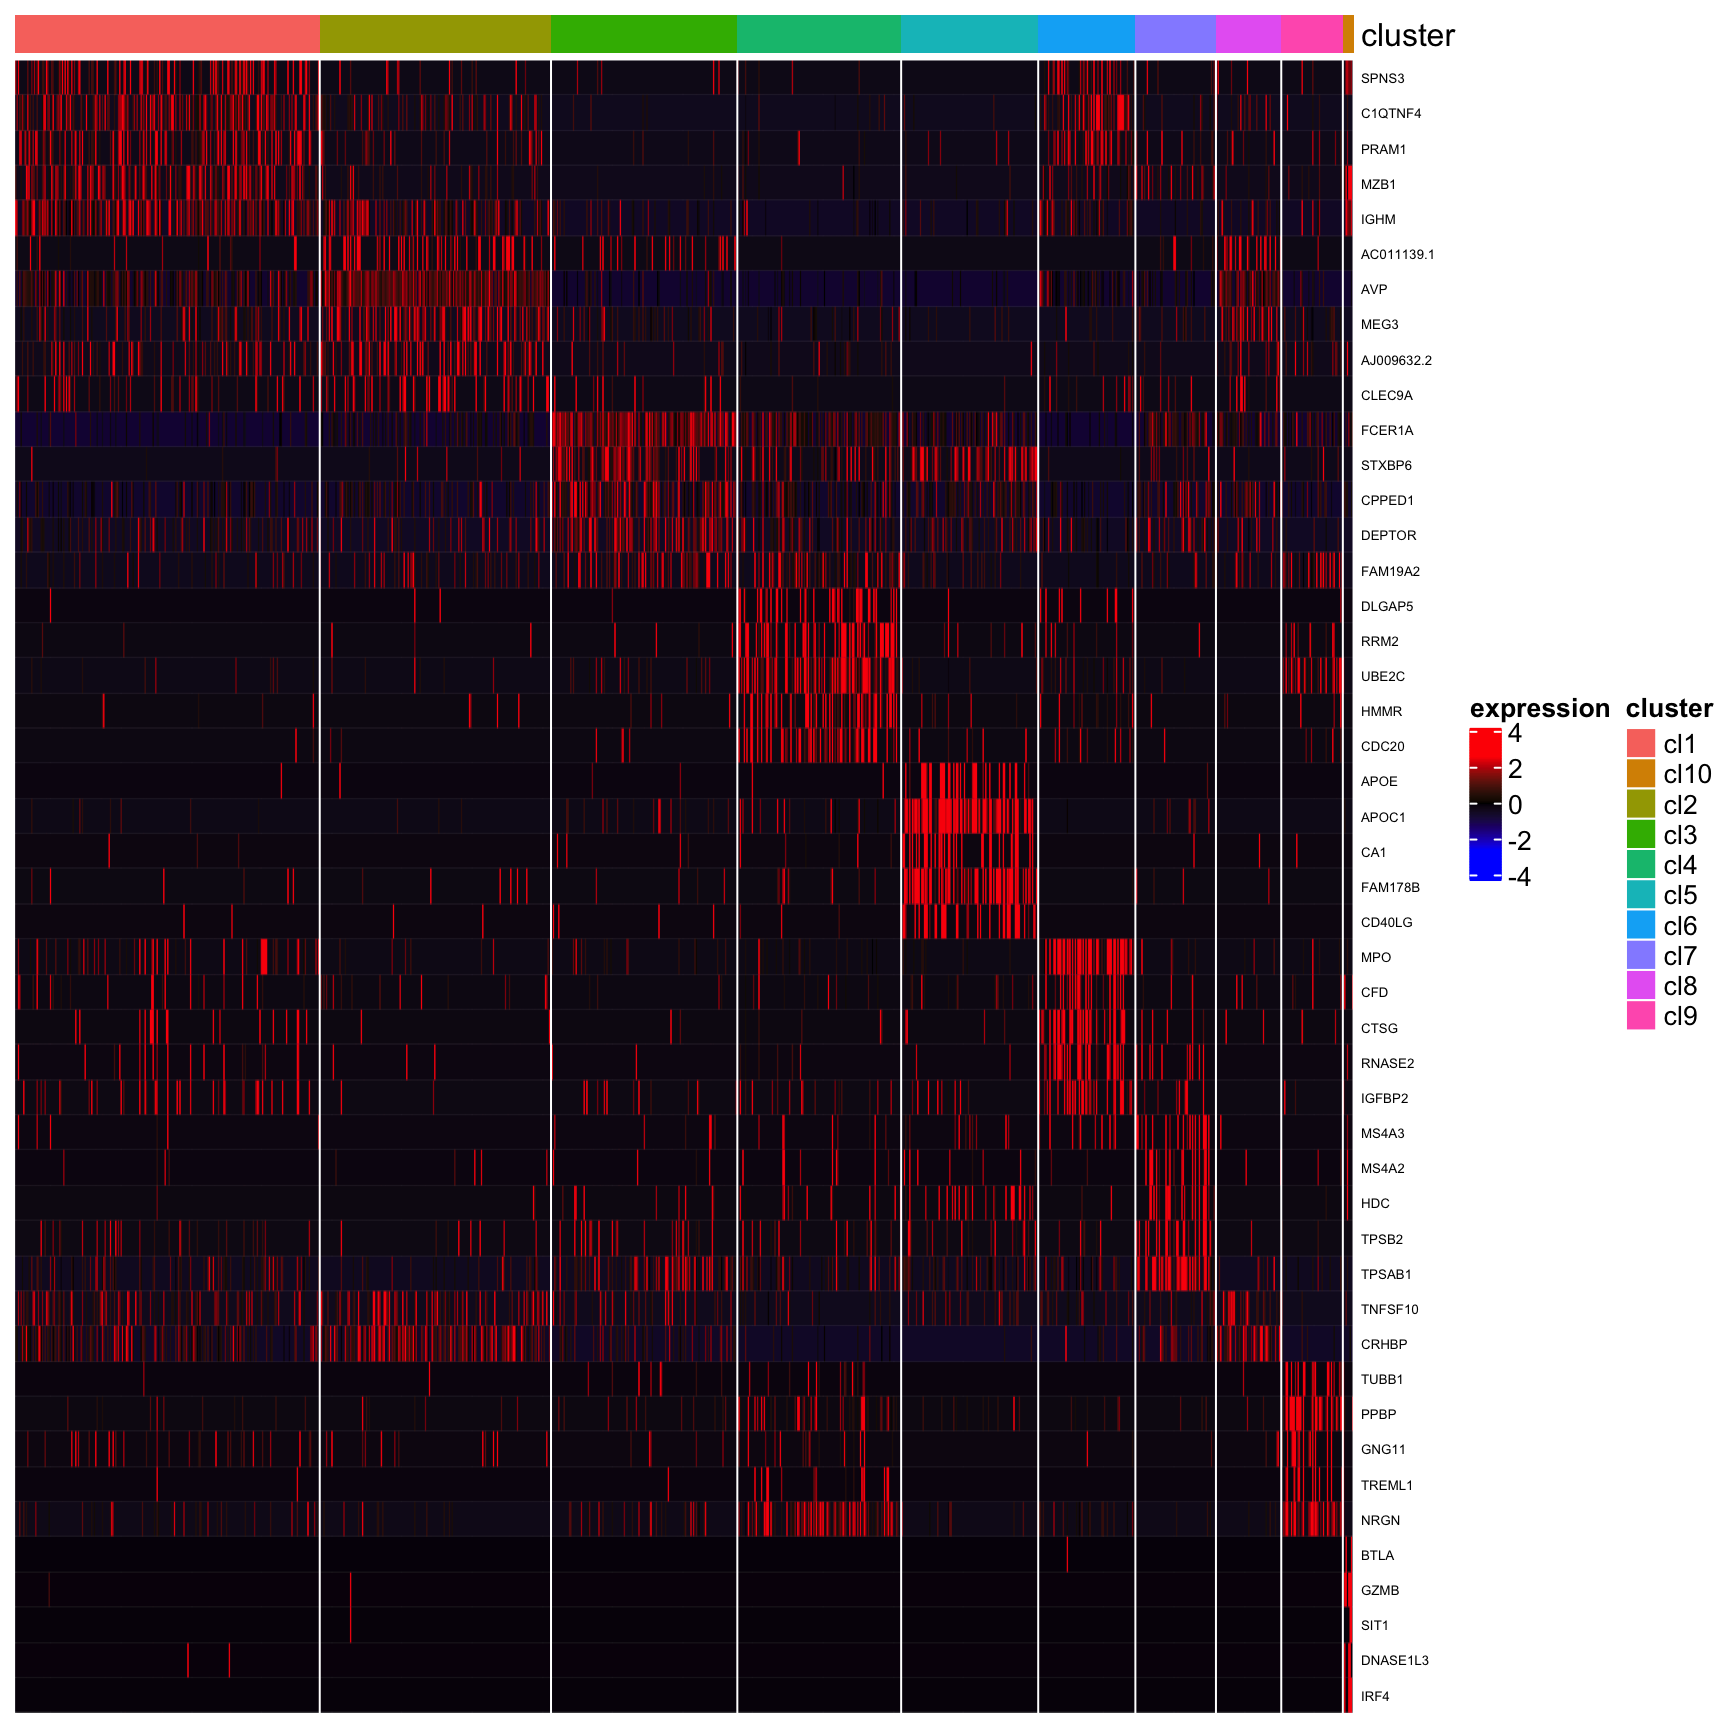 cluster
SPNS3
C1QTNF4
PRAM1
MZB1
IGHM
AC011139.1
AVP
MEG3
AJ009632.2
CLEC9A
FCER1A
STXBP6
CPPED1
DEPTOR
FAM19A2
DLGAP5
RRM2
UBE2C
HMMR
CDC20
APOE
APOC1
CA1
FAM178B
CD40LG
MPO
CFD
CTSG
RNASE2
IGFBP2
MS4A3
MS4A2
HDC
TPSB2
TPSAB1
TNFSF10
CRHBP
TUBB1
PPBP
GNG11
TREML1
NRGN
BTLA
GZMB
SIT1
DNASE1L3
IRF4
expression
4
2
0
-2
-4
cluster
cl1
cl10
cl2
cl3
cl4
cl5
cl6
cl7
cl8
cl9